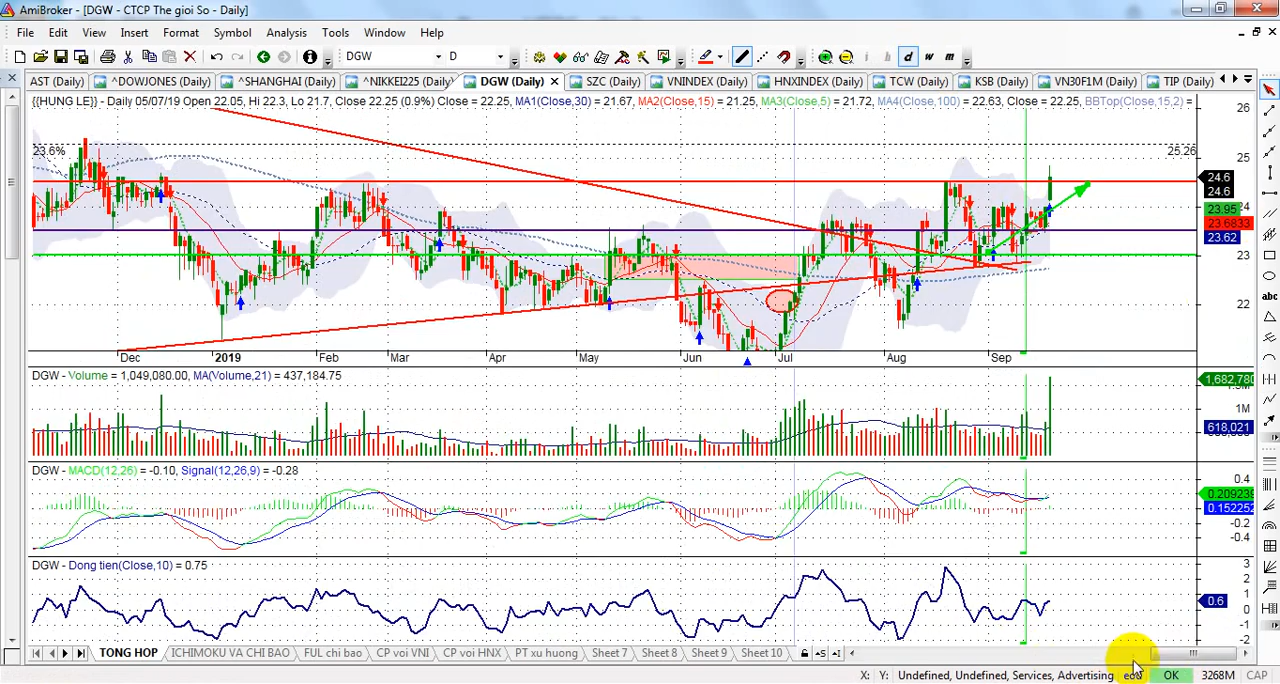 AmiBroker - [DGW - CTCP The gioi So - Daily]
File Edit View Insert Format Symbol Analysis Tools Window Help
DGW D d w m
AST (Daily) ^DOWJONES (Daily) ^SHANGHAI (Daily) ^NIKKEI225 (Daily) DGW (Daily) SZC (Daily) VNINDEX (Daily) HNXINDEX (Daily) TCW (Daily) KSB (Daily) VN30F1M (Daily) TIP (Daily)
{{HUNG LE}} - Daily 05/07/19 Open 22.05, Hi 22.3, Lo 21.7, Close 22.25 (0.9%) Close = 22.25, MA1(Close,30) = 21.67, MA2(Close,15) = 21.25, MA3(Close,5) = 21.72, MA4(Close,100) = 22.63, Close = 22.25, BBTop(Close,15,2) =
26
23.6% 25.26
25
24.6
24.6
24
23.95
23.6833
23.62
23
22
Dec 2019 Feb Mar Apr May Jun Jul Aug Sep
DGW - Volume = 1,049,080.00, MA(Volume,21) = 437,184.75
1,682,780
1M
618,021
DGW - MACD(12,26) = -0.10, Signal(12,26,9) = -0.28
0.4
0.209239
0.152252
-0.2
-0.4
DGW - Dong tien(Close,10) = 0.75
3
2
1
0.6
0
-1
-2
TONG HOP ICHIMOKU VA CHI BAO FUL Chi bao CP voi VNI CP voi HNX PT xu huong Sheet 7 Sheet 8 Sheet 9 Sheet 10
X: Y: Undefined, Undefined, Services, Advertising OK 3268M CAP